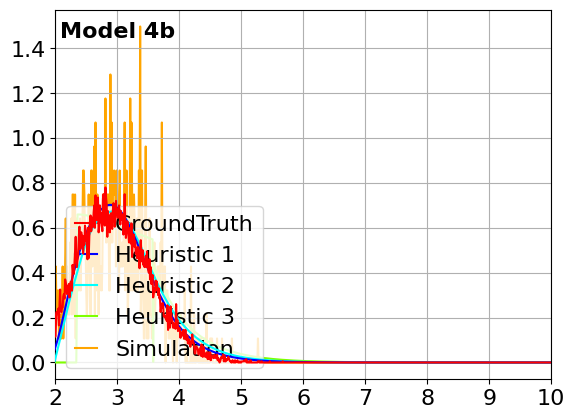 Model 4b
1.4
1.2
1.0
0.8
0.6
0.4
0.2
0.0
GroundTruth
Heuristic 1
Heuristic 2
Heuristic 3
Simulation
2 3 4 5 6 7 8 9 10